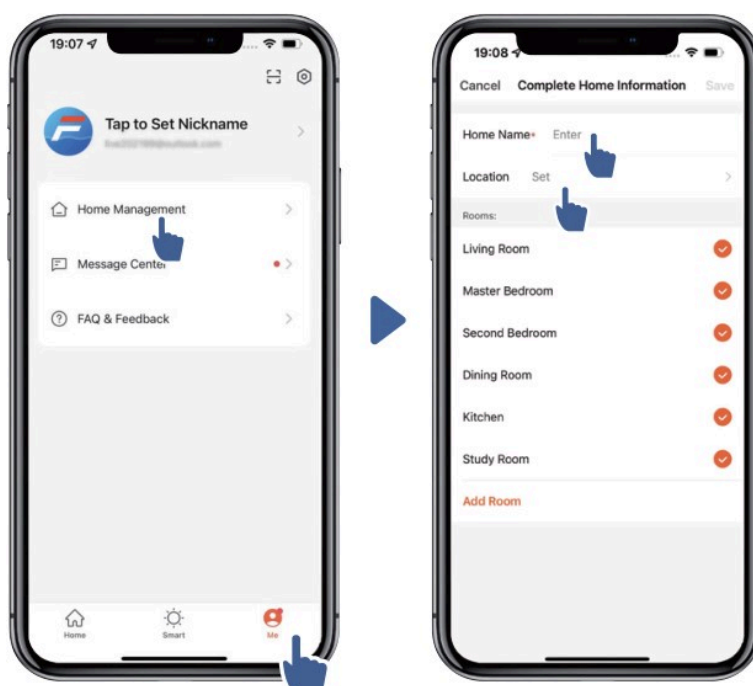 19:07
Tap to Set Nickname
Home Management
Message Center
FAQ & Feedback
Home Smart Me
19:08
Cancel Complete Home Information Save
Home Name* Enter
Location Set
Rooms:
Living Room
Master Bedroom
Second Bedroom
Dining Room
Kitchen
Study Room
Add Room